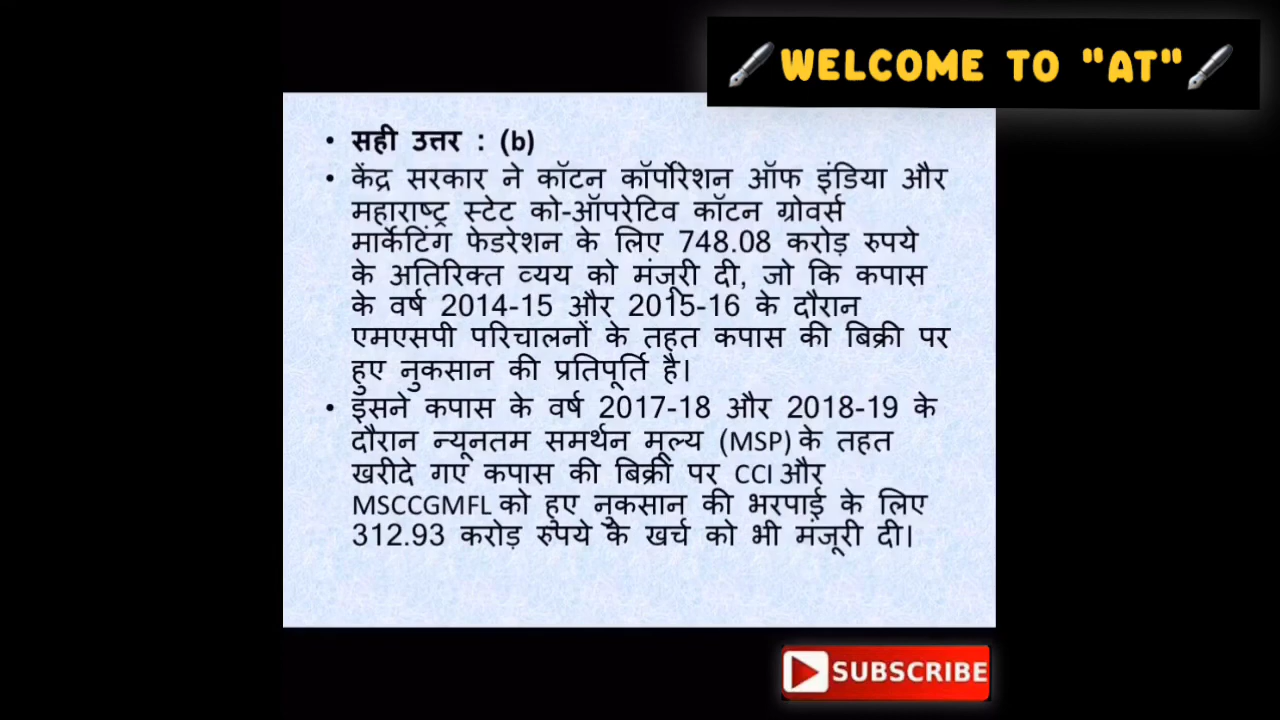 WELCOME TO "AT"
• सही उत्तर : (b)
• केंद्र सरकार ने कॉटन कॉर्पोरेशन ऑफ इंडिया और
महाराष्ट्र स्टेट को-ऑपरेटिव कॉटन ग्रोवर्स
मार्केटिंग फेडरेशन के लिए 748.08 करोड़ रुपये
के अतिरिक्त व्यय को मंजूरी दी, जो कि कपास
के वर्ष 2014-15 और 2015-16 के दौरान
एमएसपी परिचालनों के तहत कपास की बिक्री पर
हुए नुकसान की प्रतिपूर्ति है।
• इसने कपास के वर्ष 2017-18 और 2018-19 के
दौरान न्यूनतम समर्थन मूल्य (MSP) के तहत
खरीदे गए कपास की बिक्री पर CCI और
MSCCGMFL को हुए नुकसान की भरपाई के लिए
312.93 करोड़ रुपये के खर्च को भी मंजूरी दी।
SUBSCRIBE